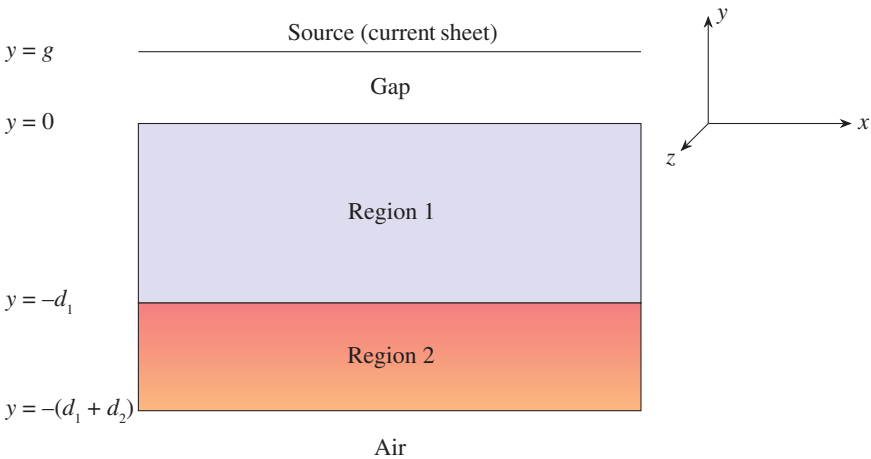 Source (current sheet)
y = g
Gap
y = 0
Region 1
y = –d₁
Region 2
y = –(d₁ + d₂)
Air
y
x
z